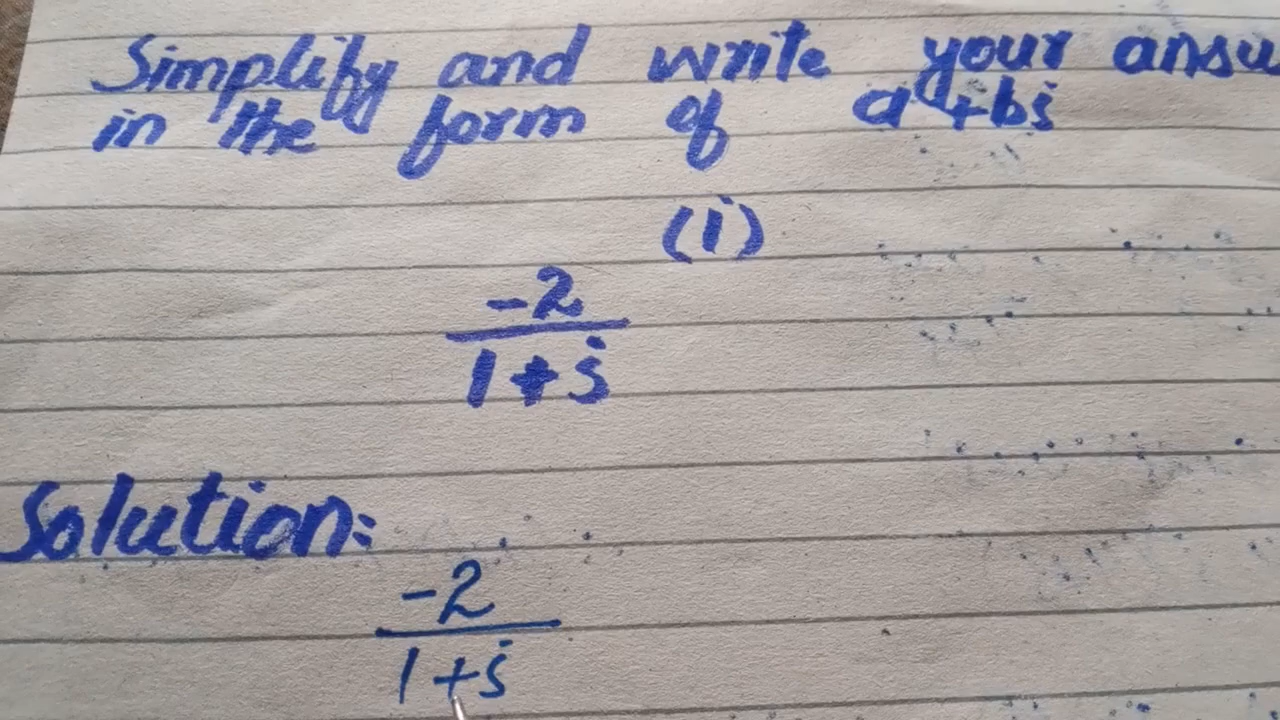 Simplify and write your answ
in the form of a+bi
(i)
-2
1+i
Solution:
-2
1+i